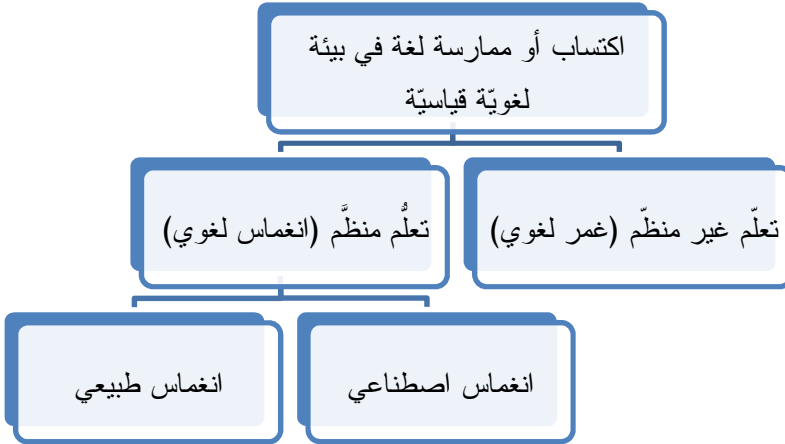 اكتساب أو ممارسة لغة في بيئة
لغويّة قياسيّة
تعلّم غير منظّم (غمر لغوي)
تعلُّم منظَّم (انغماس لغوي)
انغماس اصطناعي
انغماس طبيعي